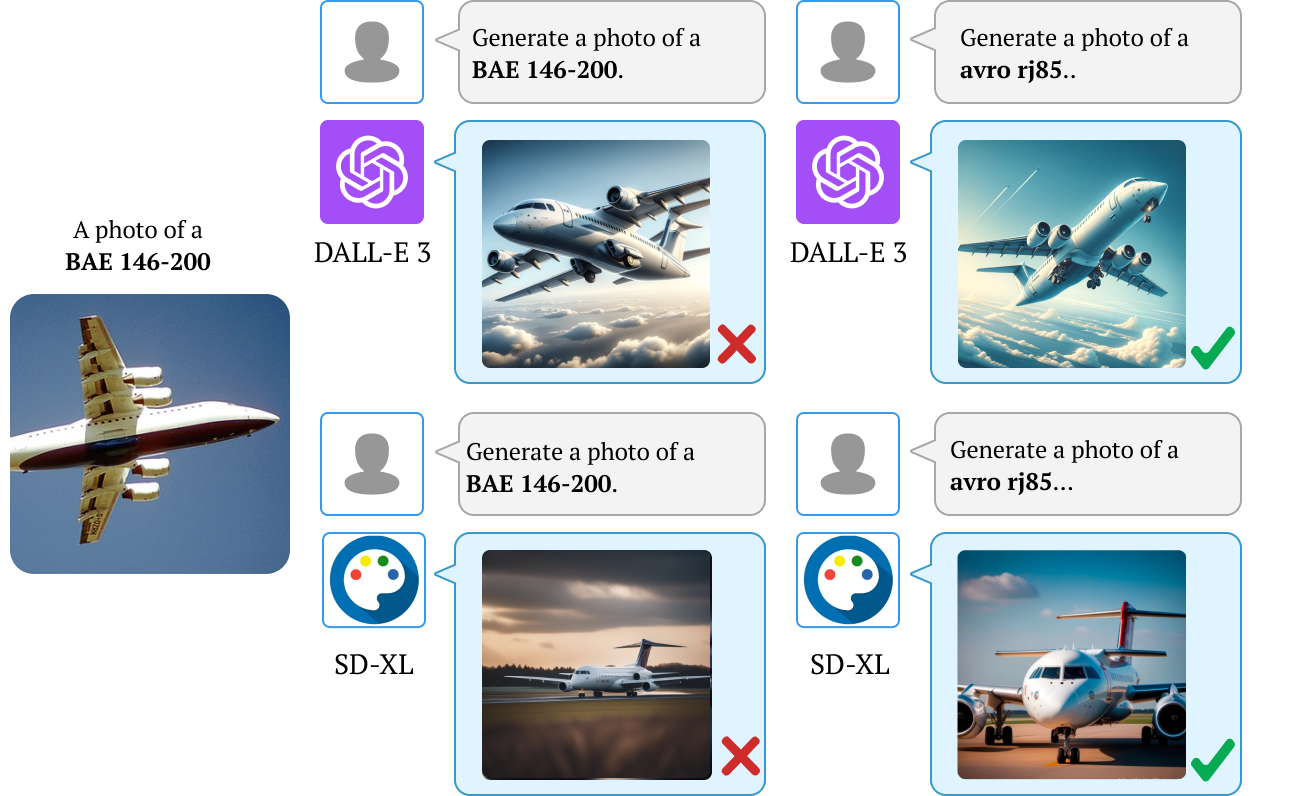 A photo of a
BAE 146-200
Generate a photo of a
BAE 146-200.
DALL-E 3
Generate a photo of a
avro rj85..
DALL-E 3
Generate a photo of a
BAE 146-200.
SD-XL
Generate a photo of a
avro rj85...
SD-XL